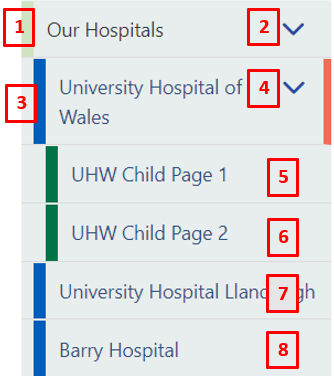 1 Our Hospitals 2
University Hospital of 4
3 Wales
UHW Child Page 1 5
UHW Child Page 2 6
University Hospital 7
Barry Hospital 8